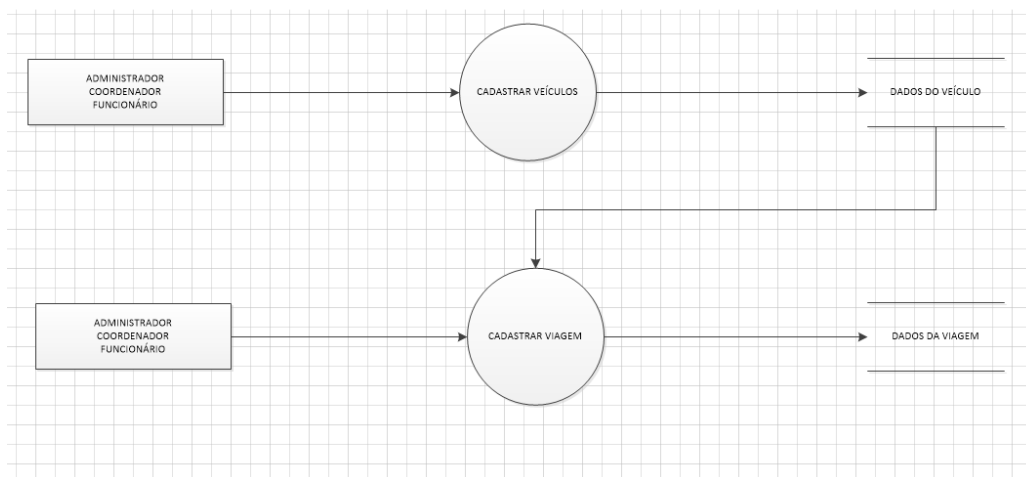 ADMINISTRADOR
COORDENADOR
FUNCIONÁRIO
CADASTRAR VEÍCULOS
DADOS DO VEÍCULO
ADMINISTRADOR
COORDENADOR
FUNCIONÁRIO
CADASTRAR VIAGEM
DADOS DA VIAGEM